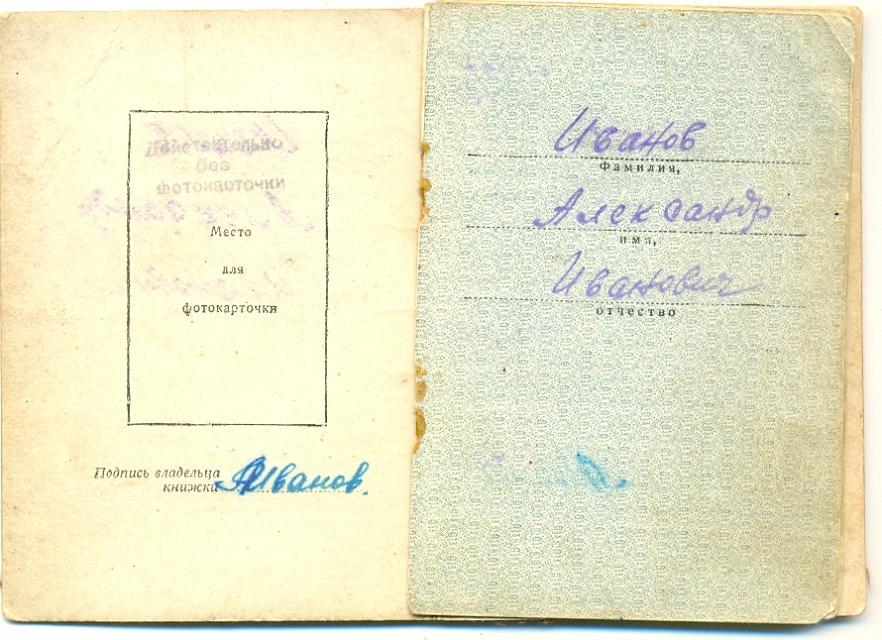 Действительно
без
фотокарточки
Место
для
фотокарточки
Подпись владельца
книжки АИванов.
Иванов
Фамилия,
Александр
имя,
Иванович
отчество